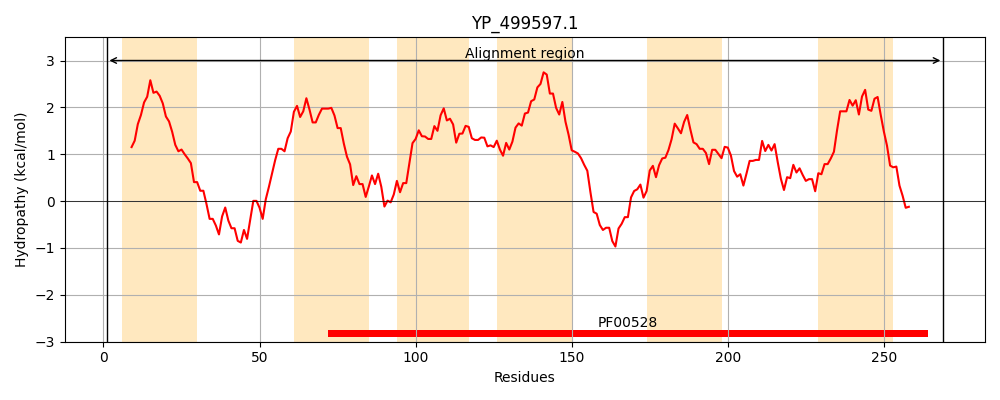 YP_499597.1
Hydropathy (kcal/mol)
3
2
1
0
−1
−2
−3
Alignment region
PF00528
0
50
100
150
200
250
Residues